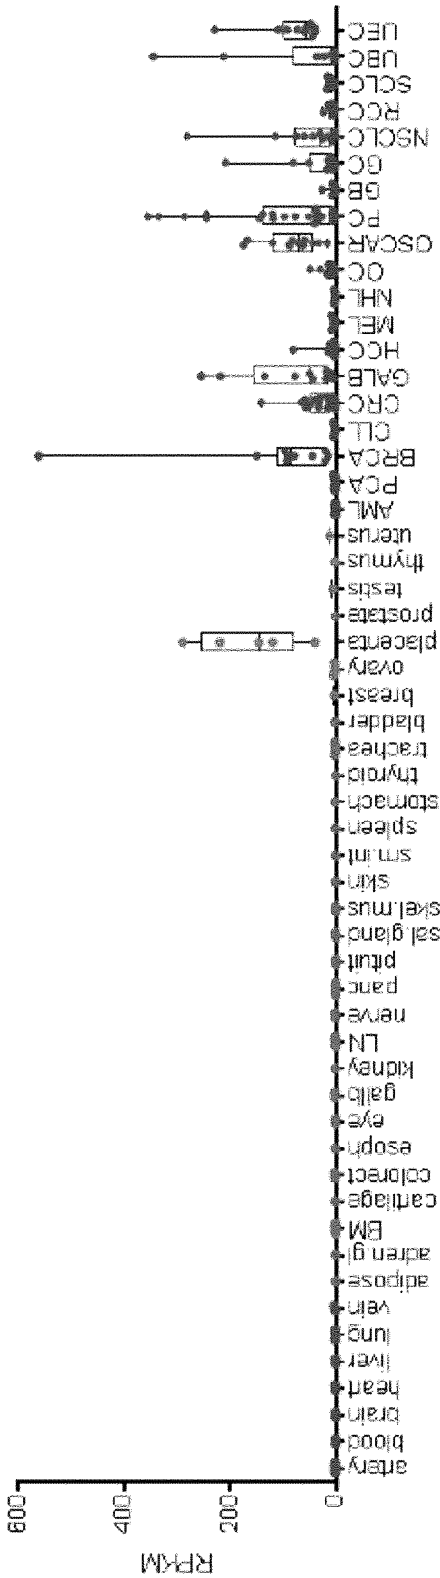 RPKM
600
400
200
0
artery
blood
brain
heart
liver
lung
vein
adipose
adren.gl
BM
cartilage
colorect
esoph
eye
gallb
kidney
LN
nerve
panc
pituit
sal.gland
skel.mus
skin
sm.int
spleen
stomach
thyroid
trachea
bladder
breast
ovary
placenta
prostate
testis
thymus
uterus
AML
PCA
BRCA
CLL
CRC
GALB
HCC
MEL
NHL
OC
OSCAR
PC
GB
GC
NSCLC
RCC
SCLC
UBC
UEC